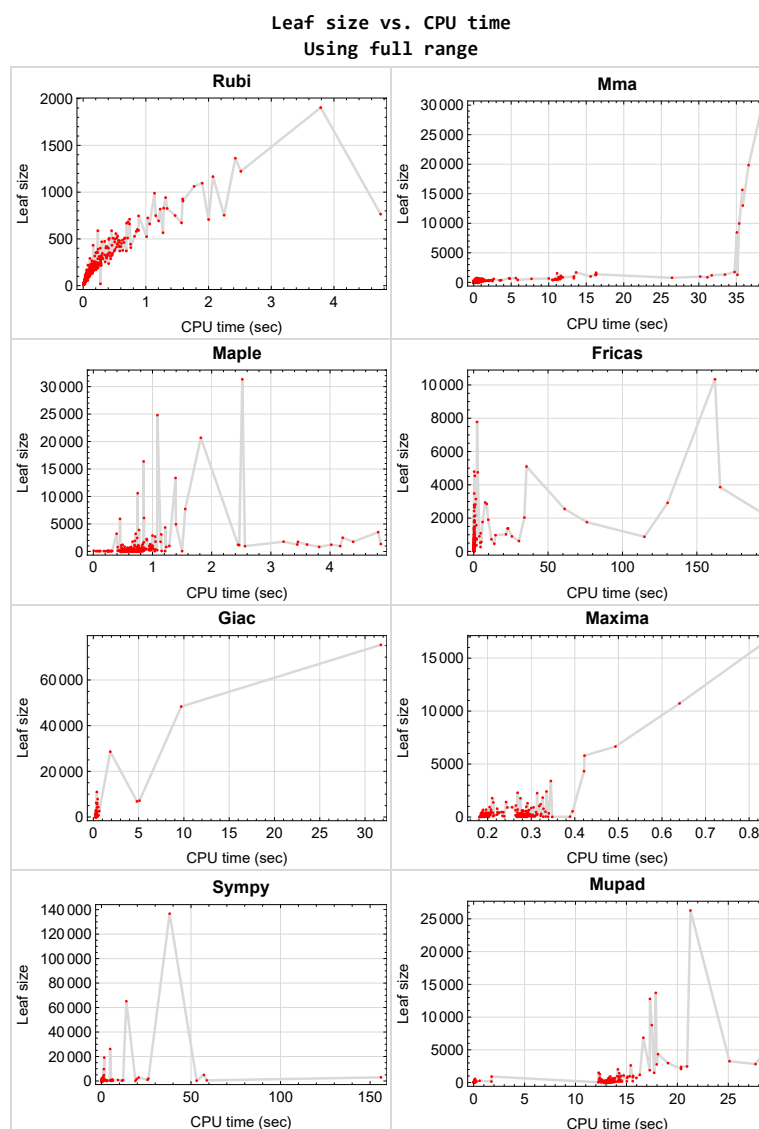 Leaf size vs. CPU time
Using full range
Rubi
2000
1500
1000
500
0
Leaf size
0 1 2 3 4
CPU time (sec)
Mma
30 000
25 000
20 000
15 000
10 000
5000
0
Leaf size
0 5 10 15 20 25 30 35
CPU time (sec)
Maple
30 000
25 000
20 000
15 000
10 000
5000
0
Leaf size
0 1 2 3 4
CPU time (sec)
Fricas
10 000
8000
6000
4000
2000
0
Leaf size
0 50 100 150
CPU time (sec)
Giac
60 000
40 000
20 000
0
Leaf size
0 5 10 15 20 25 30
CPU time (sec)
Maxima
15 000
10 000
5000
0
Leaf size
0.2 0.3 0.4 0.5 0.6 0.7 0.8
CPU time (sec)
Sympy
140 000
120 000
100 000
80 000
60 000
40 000
20 000
0
Leaf size
0 50 100 150
CPU time (sec)
Mupad
25 000
20 000
15 000
10 000
5000
0
Leaf size
0 5 10 15 20 25
CPU time (sec)